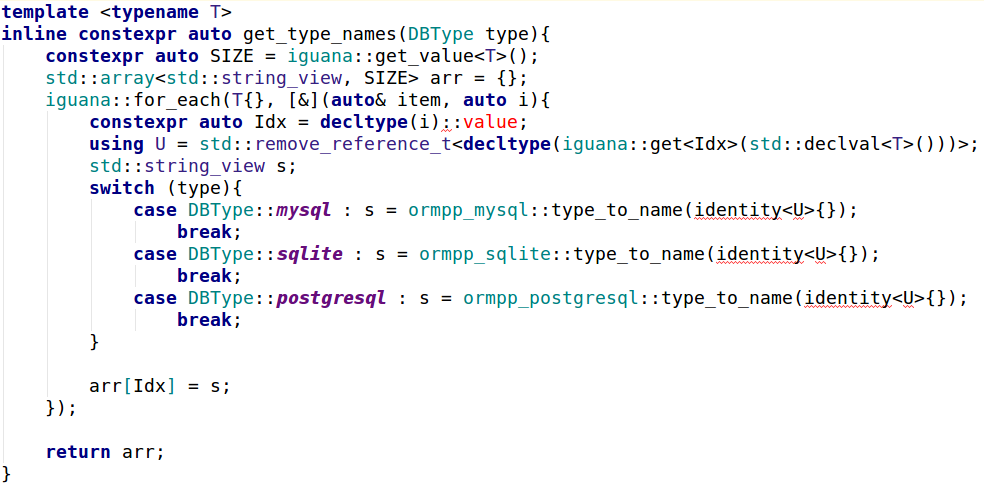 template <typename T>
inline constexpr auto get_type_names(DBType type){
    constexpr auto SIZE = iguana::get_value<T>();
    std::array<std::string_view, SIZE> arr = {};
    iguana::for_each(T{}, [&](auto& item, auto i){
        constexpr auto Idx = decltype(i)::value;
        using U = std::remove_reference_t<decltype(iguana::get<Idx>(std::declval<T>()))>;
        std::string_view s;
        switch (type){
            case DBType::mysql : s = ormpp_mysql::type_to_name(identity<U>{});
                break;
            case DBType::sqlite : s = ormpp_sqlite::type_to_name(identity<U>{});
                break;
            case DBType::postgresql : s = ormpp_postgresql::type_to_name(identity<U>{});
                break;
        }
        arr[Idx] = s;
    });
    return arr;
}